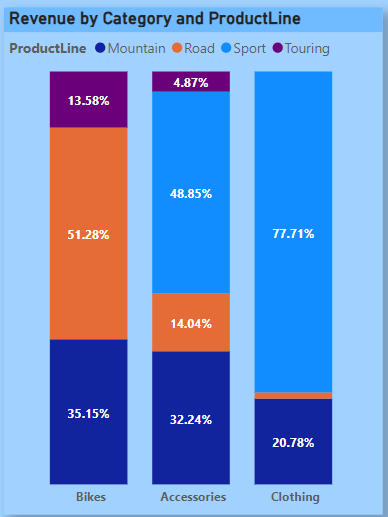 Revenue by Category and ProductLine
ProductLine Mountain Road Sport Touring
13.58% 4.87%
48.85% 77.71%
51.28%
14.04%
35.15% 32.24% 20.78%
Bikes Accessories Clothing